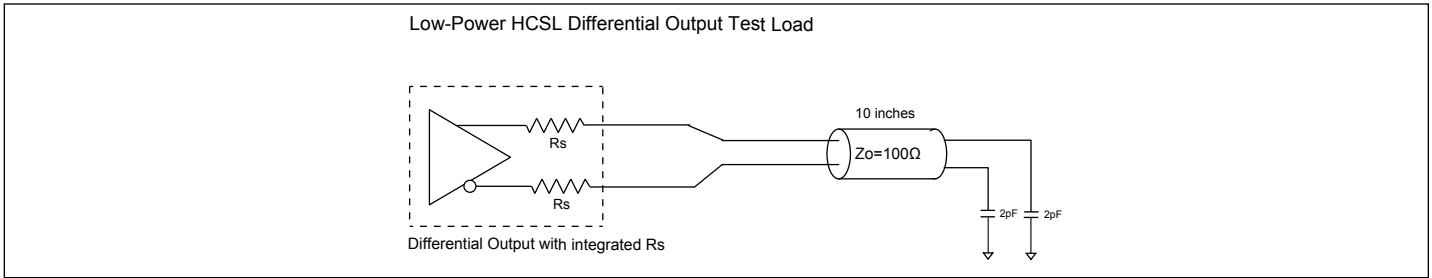 Low-Power HCSL Differential Output Test Load
10 inches
Rs
Zo=100Ω
Rs
2pF 2pF
Differential Output with integrated Rs